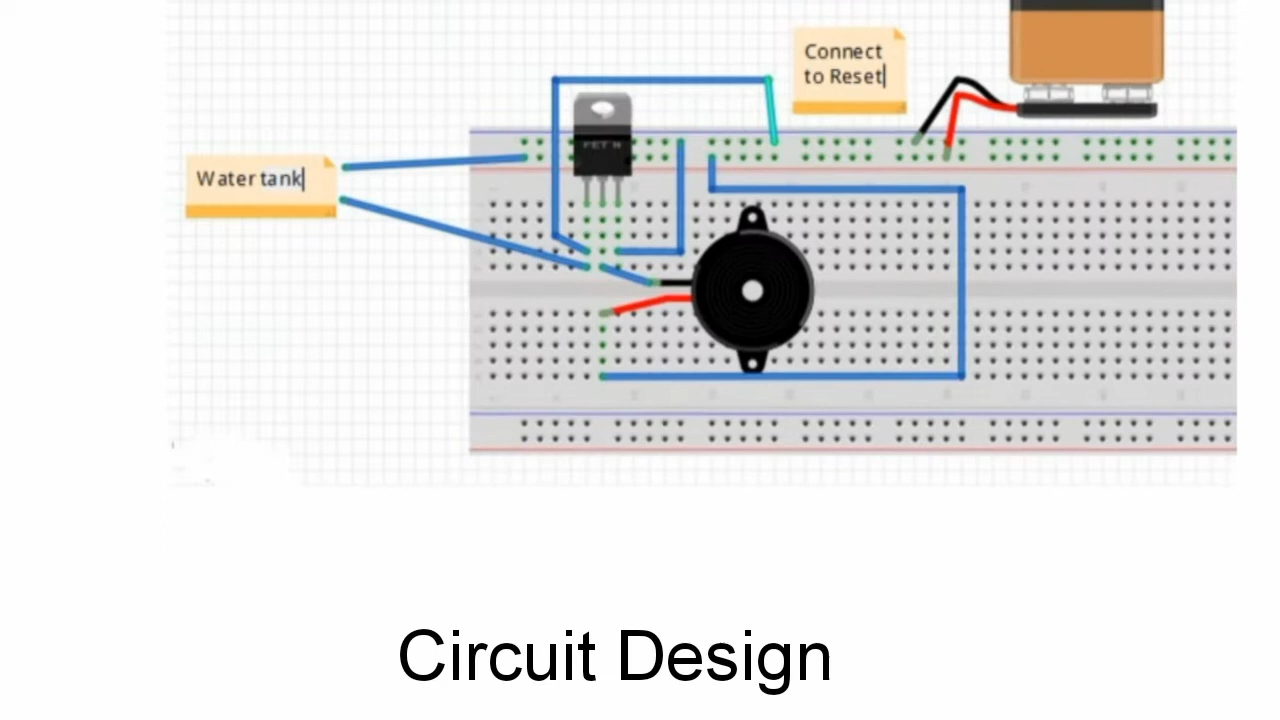 Connect
to Reset
FET N
Water tank
Circuit Design